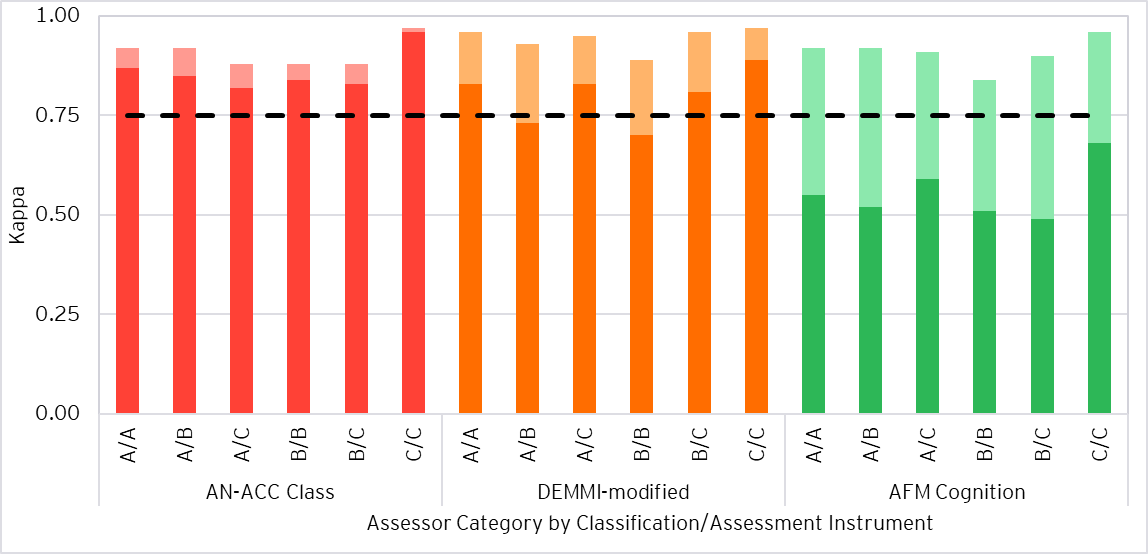 1.00
0.75
0.50
0.25
0.00
Kappa
A/A A/B A/C B/B B/C C/C A/A A/B A/C B/B B/C C/C A/A A/B A/C B/B B/C C/C
AN-ACC Class DEMMI-modified AFM Cognition
Assessor Category by Classification/Assessment Instrument